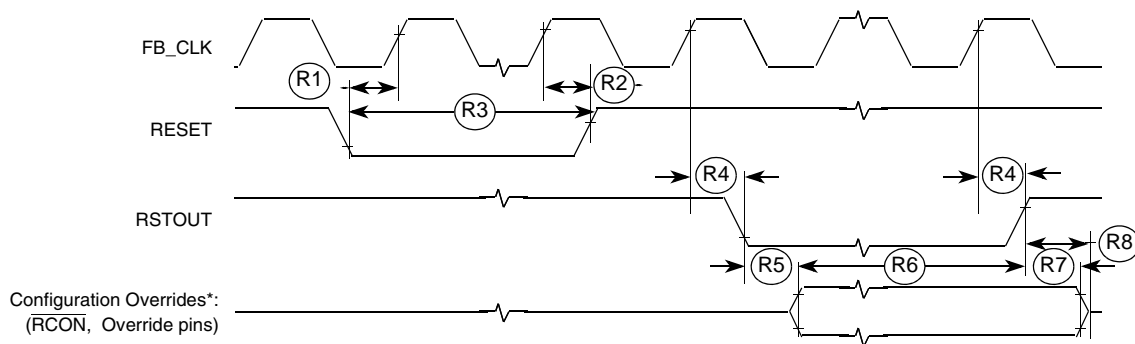 FB_CLK
R1
R2
R3
RESET
R4
R4
RSTOUT
R8
R5
R6
R7
Configuration Overrides*:
(RCON, Override pins)